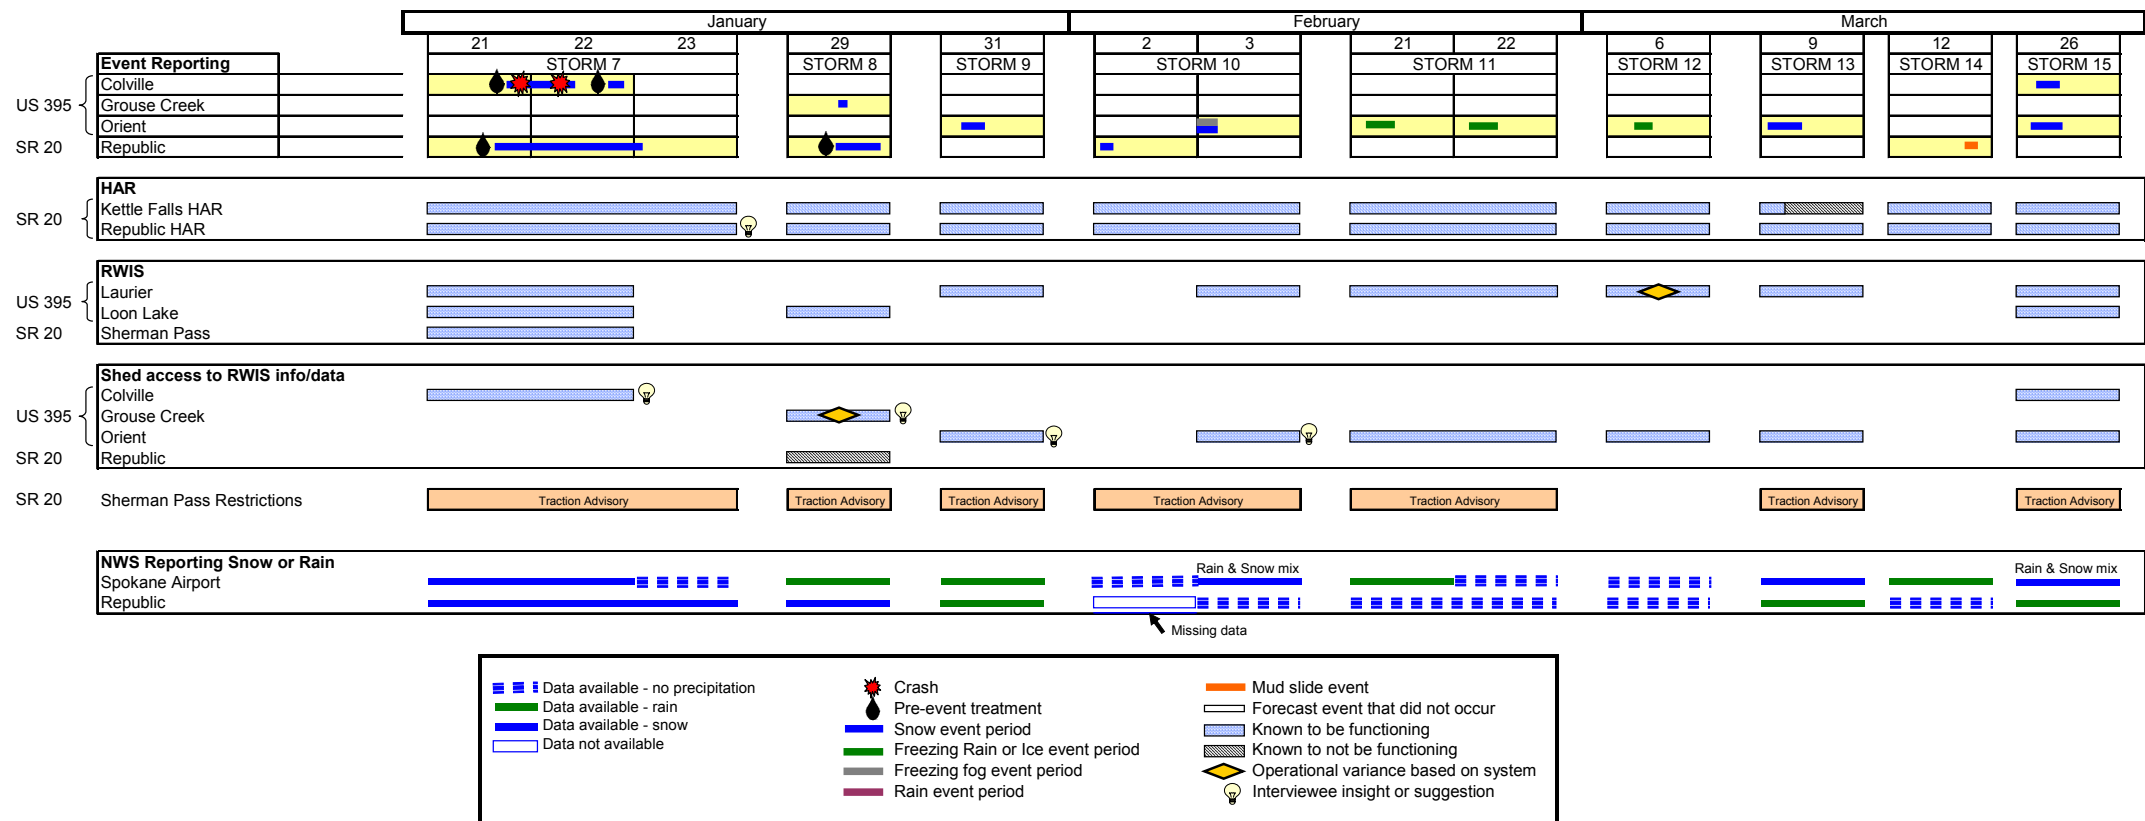 January February March
21 22 23 29 31 2 3 21 22 6 9 12 26
Event Reporting STORM 7 STORM 8 STORM 9 STORM 10 STORM 11 STORM 12 STORM 13 STORM 14 STORM 15
Colville
US 395 Grouse Creek
Orient
SR 20 Republic
HAR
Kettle Falls HAR
SR 20
Republic HAR
RWIS
Laurier
US 395
Loon Lake
SR 20 Sherman Pass
Shed access to RWIS info/data
Colville
US 395 Grouse Creek
Orient
SR 20 Republic
SR 20 Sherman Pass Restrictions Traction Advisory Traction Advisory Traction Advisory Traction Advisory Traction Advisory Traction Advisory Traction Advisory
NWS Reporting Snow or Rain
Rain & Snow mix Rain & Snow mix
Spokane Airport
Republic
Missing data
Data available - no precipitation
Data available - rain
Data available - snow
Data not available
Crash
Pre-event treatment
Snow event period
Freezing Rain or Ice event period
Freezing fog event period
Rain event period
Mud slide event
Forecast event that did not occur
Known to be functioning
Known to not be functioning
Operational variance based on system
Interviewee insight or suggestion